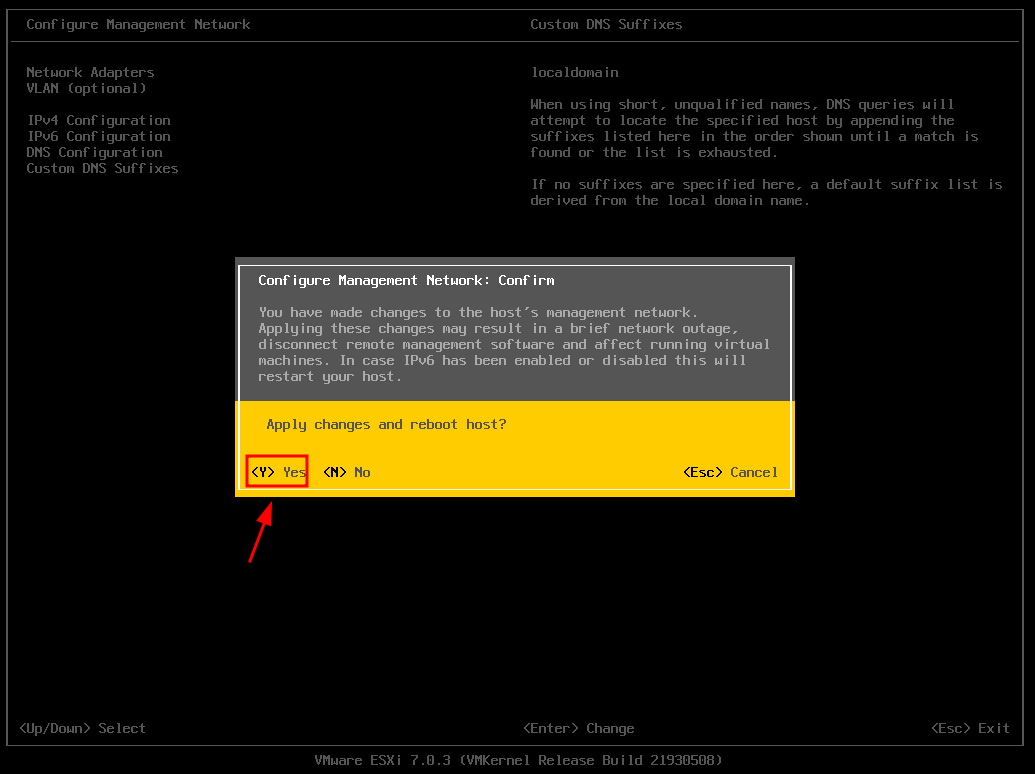 Configure Management Network
Custom DNS Suffixes
Network Adapters
VLAN (optional)
IPv4 Configuration
IPv6 Configuration
DNS Configuration
Custom DNS Suffixes
localdomain
When using short, unqualified names, DNS queries will
attempt to locate the specified host by appending the
suffixes listed here in the order shown until a match is
found or the list is exhausted.
If no suffixes are specified here, a default suffix list is
derived from the local domain name.
Configure Management Network: Confirm
You have made changes to the host's management network.
Applying these changes may result in a brief network outage,
disconnect remote management software and affect running virtual
machines. In case IPv6 has been enabled or disabled this will
restart your host.
Apply changes and reboot host?
<Y> Yes <N> No <Esc> Cancel
<Up/Down> Select <Enter> Change <Esc> Exit
VMware ESXi 7.0.3 (VMKernel Release Build 21930508)